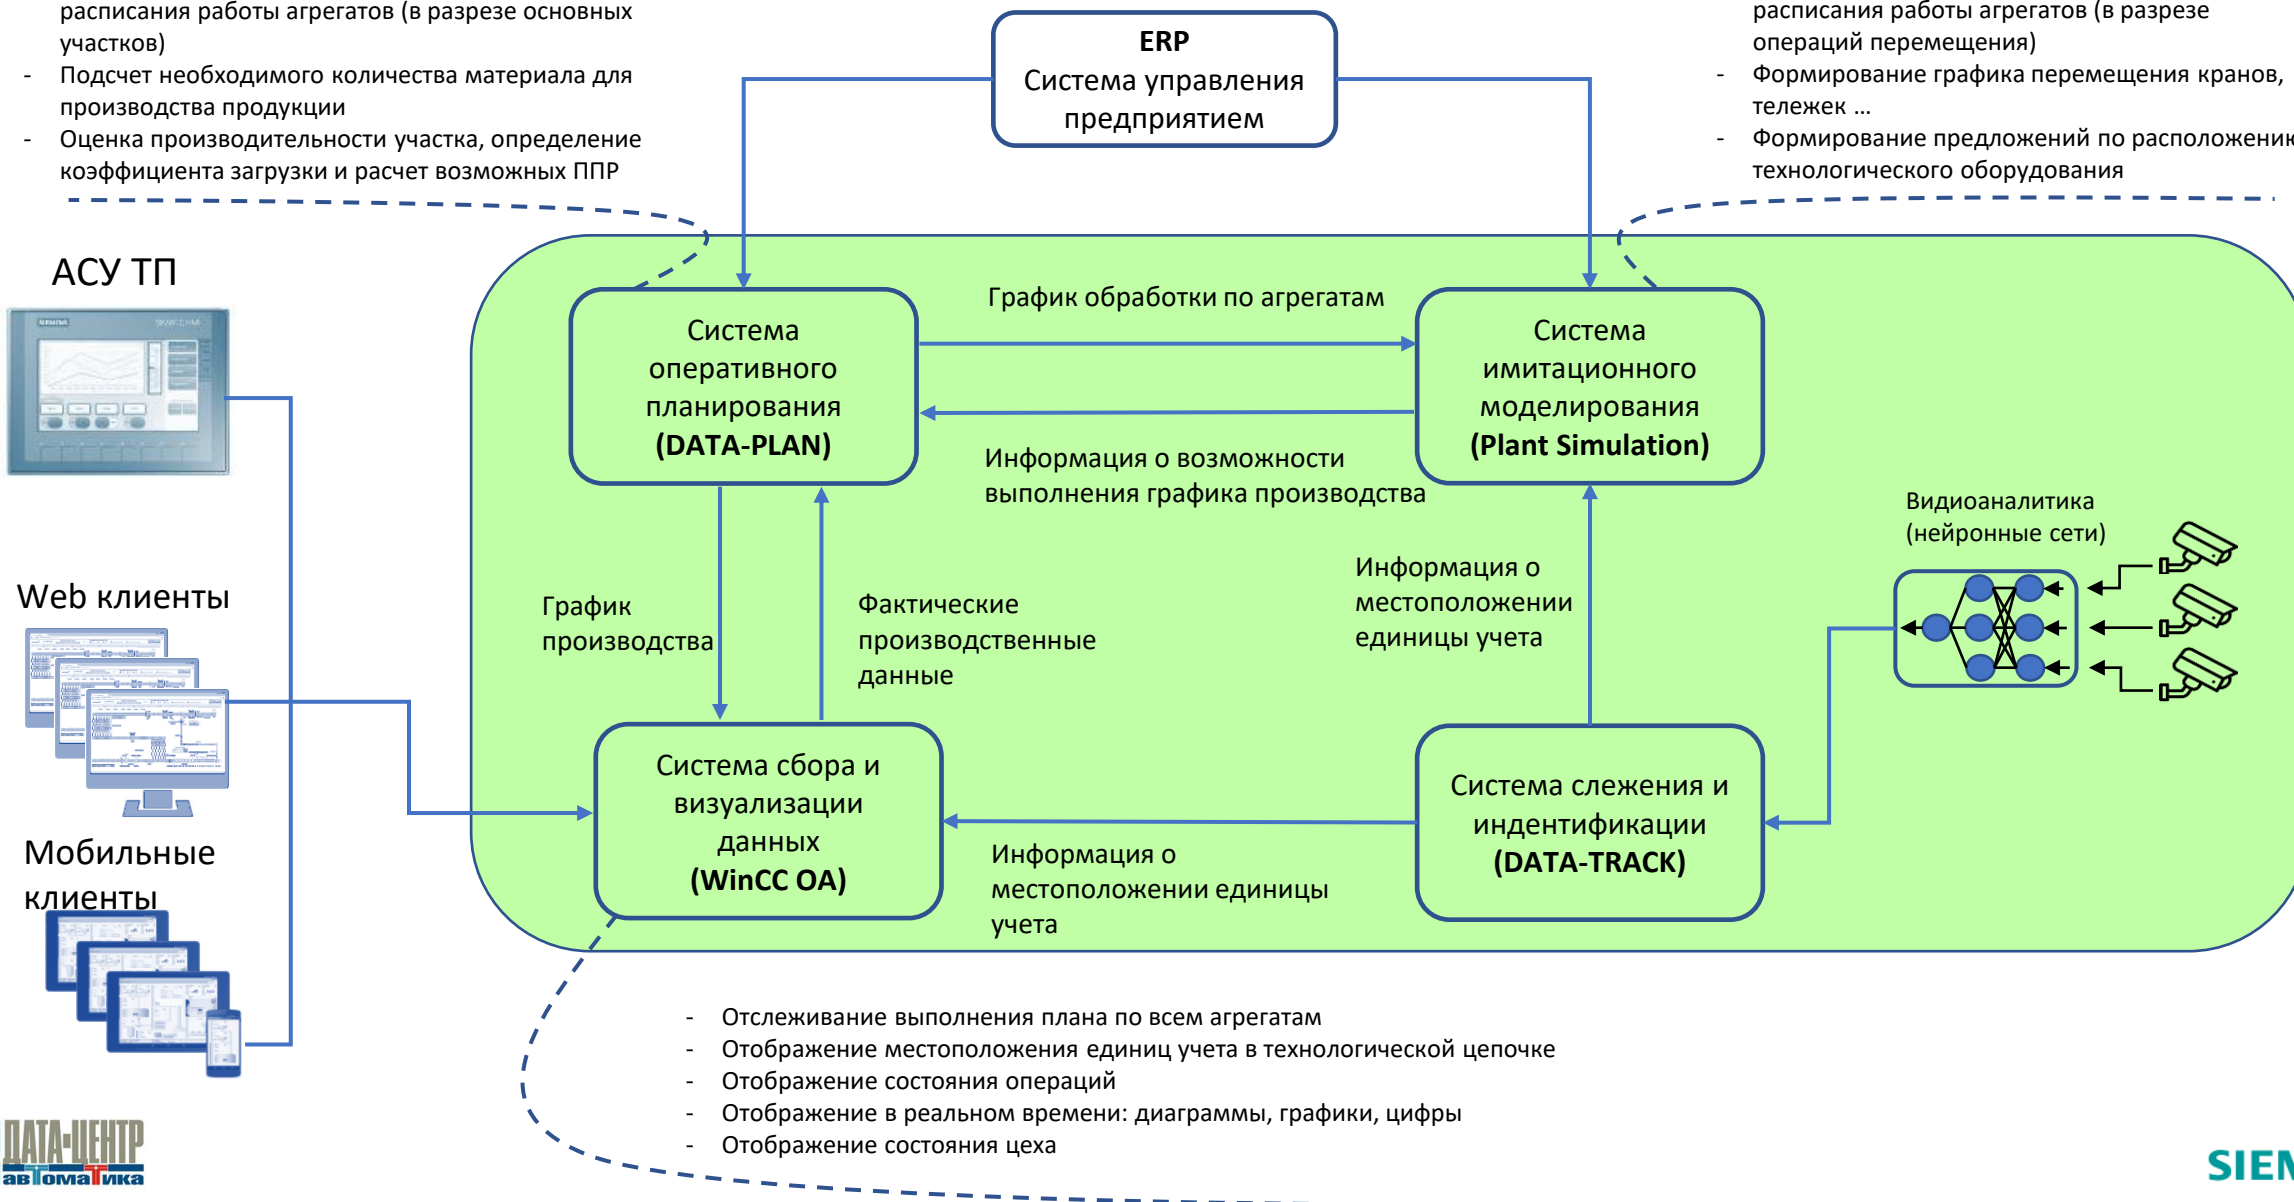 расписания работы агрегатов (в разрезе основных
участков)
- Подсчет необходимого количества материала для
производства продукции
- Оценка производительности участка, определение
коэффициента загрузки и расчет возможных ППР
ERP
Система управления
предприятием
расписания работы агрегатов (в разрезе
операций перемещения)
- Формирование графика перемещения кранов,
тележек ...
- Формирование предложений по расположению
технологического оборудования
АСУ ТП
SIEMENS
Web клиенты
Мобильные
клиенты
Система
оперативного
планирования
(DATA-PLAN)
График обработки по агрегатам
Информация о возможности
выполнения графика производства
Система
имитационного
моделирования
(Plant Simulation)
Видиоаналитика
(нейронные сети)
График
производства
Фактические
производственные
данные
Информация о
местоположении
единицы учета
Система сбора и
визуализации
данных
(WinCC OA)
Информация о
местоположении единицы
учета
Система слежения и
индентификации
(DATA-TRACK)
- Отслеживание выполнения плана по всем агрегатам
- Отображение местоположения единиц учета в технологической цепочке
- Отображение состояния операций
- Отображение в реальном времени: диаграммы, графики, цифры
- Отображение состояния цеха
ДАТА-ЦЕНТР
автоматика
SIEM